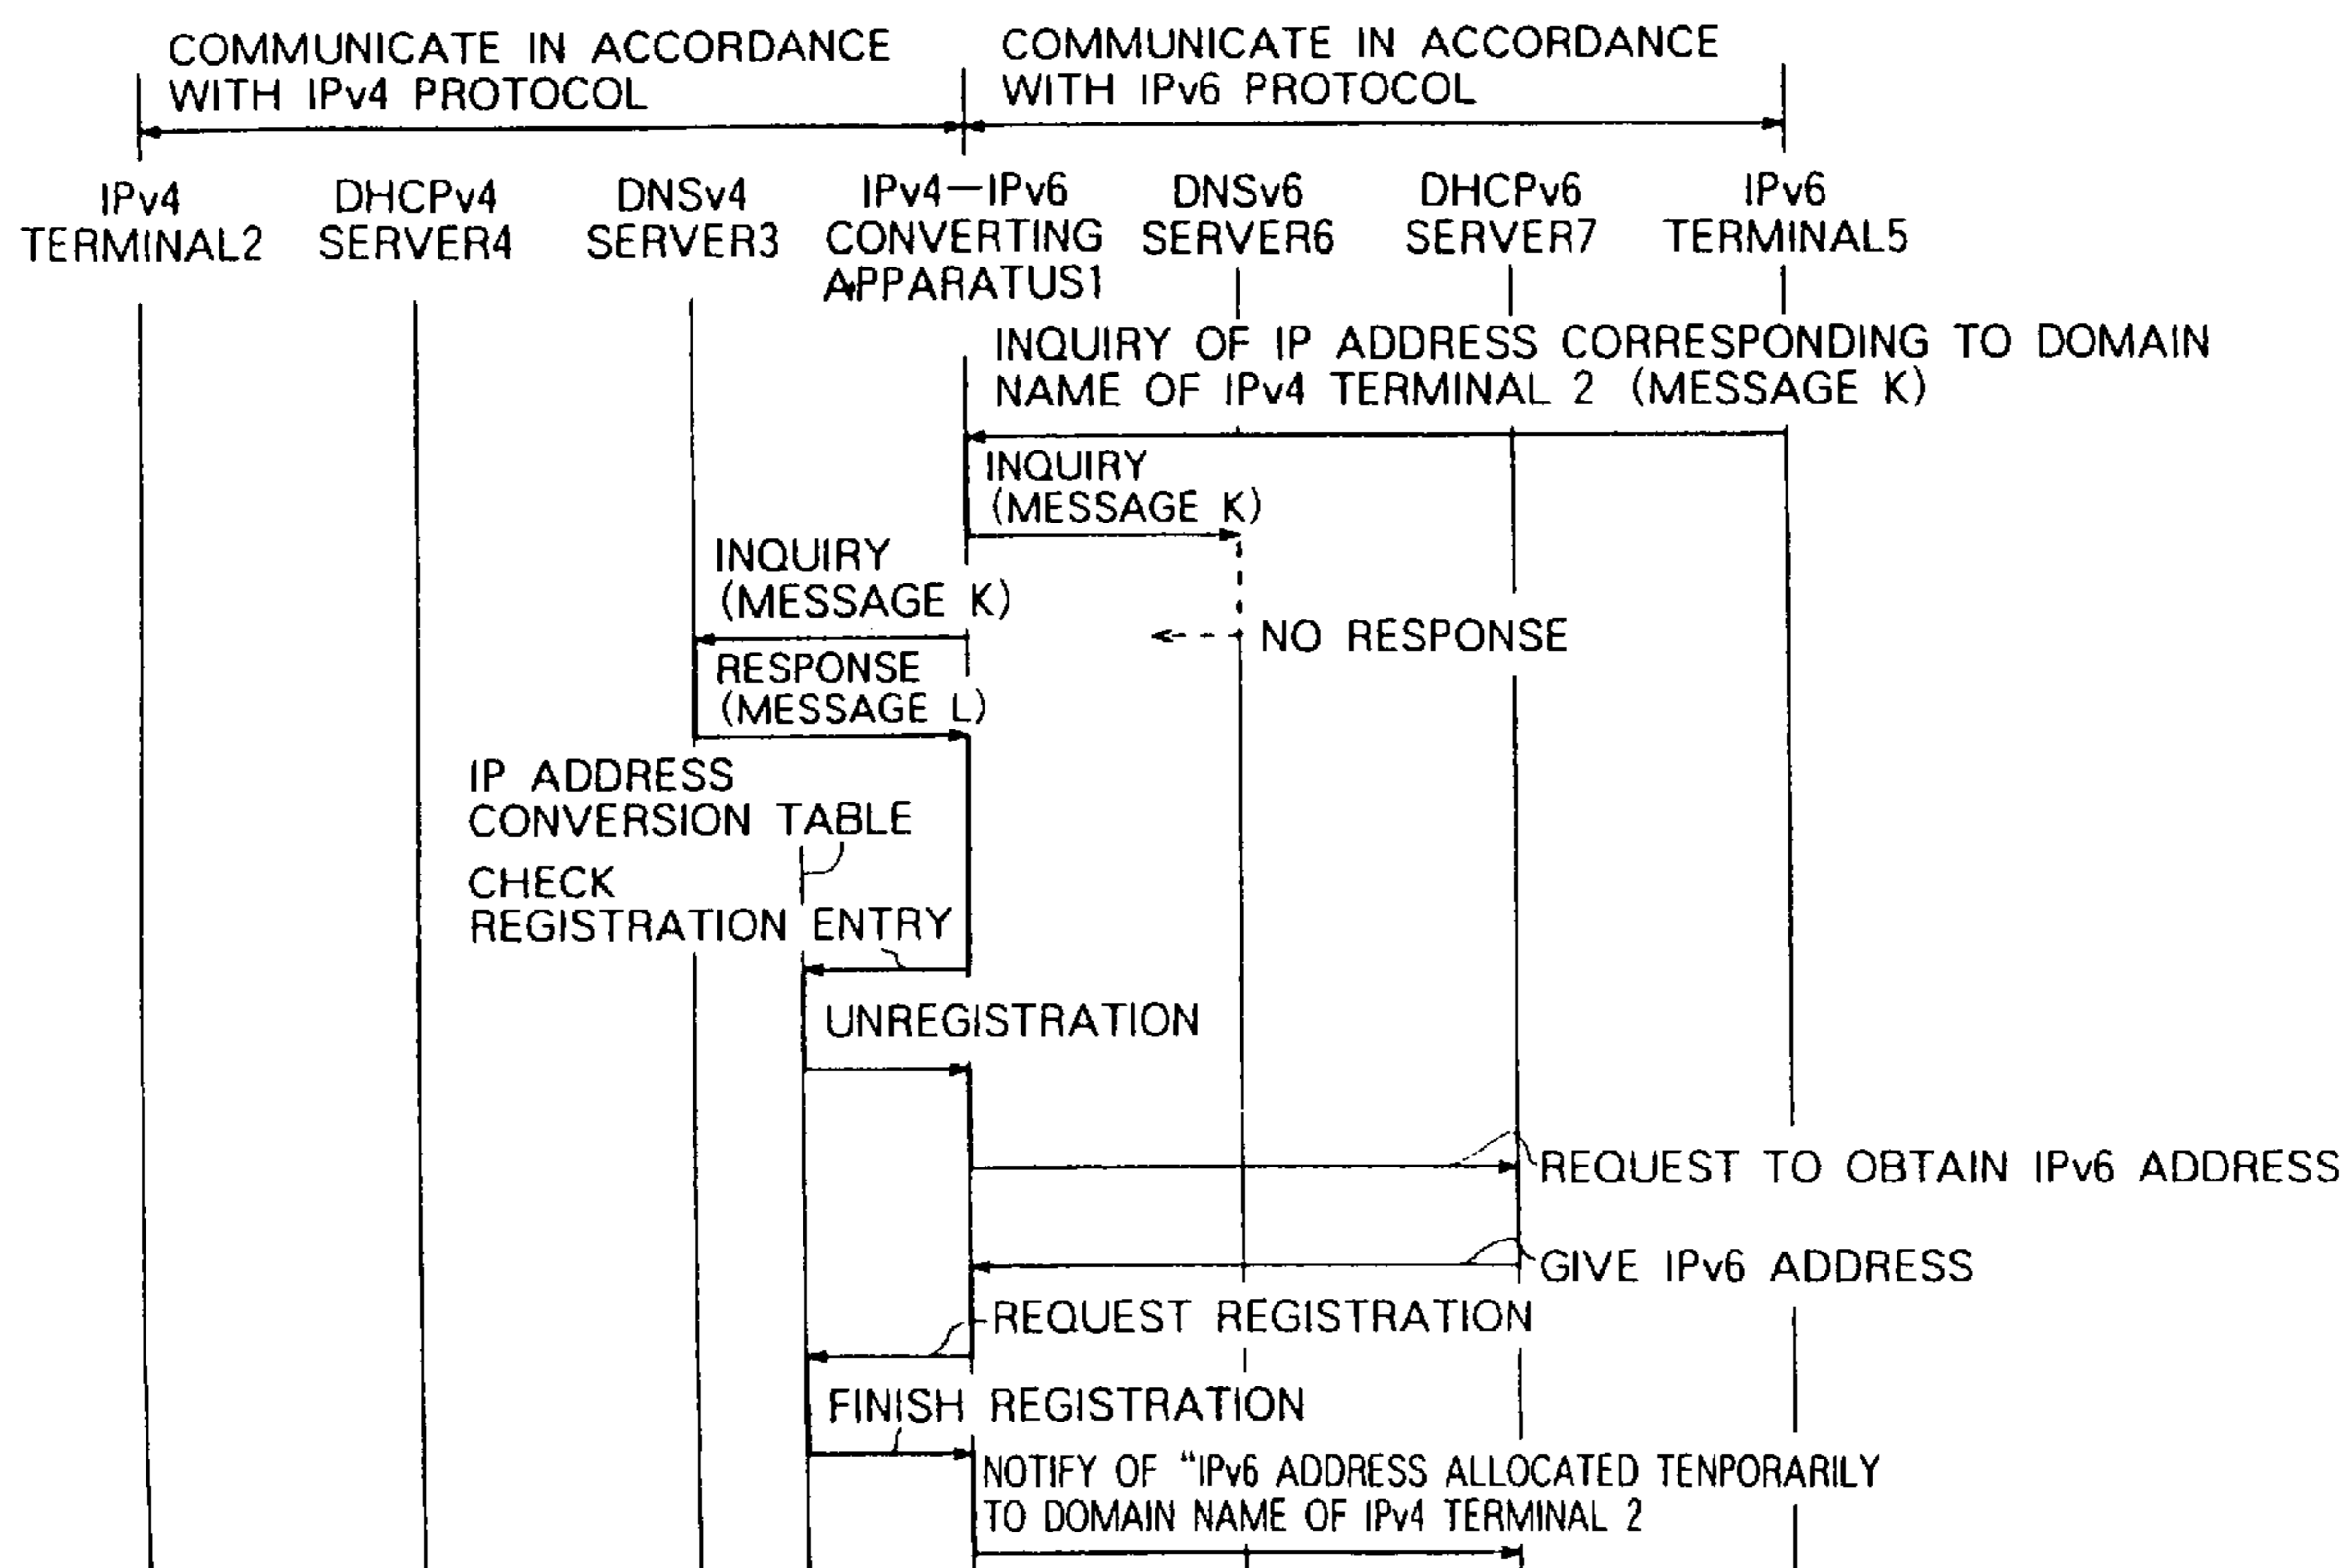 COMMUNICATE IN ACCORDANCE
WITH IPv4 PROTOCOL
COMMUNICATE IN ACCORDANCE
WITH IPv6 PROTOCOL
IPv4
TERMINAL2
DHCPv4
SERVER4
DNSv4
SERVER3
IPv4—IPv6
CONVERTING
APPARATUS1
DNSv6
SERVER6
DHCPv6
SERVER7
IPv6
TERMINAL5
INQUIRY OF IP ADDRESS CORRESPONDING TO DOMAIN
NAME OF IPv4 TERMINAL 2 (MESSAGE K)
INQUIRY
(MESSAGE K)
INQUIRY
(MESSAGE K)
NO RESPONSE
RESPONSE
(MESSAGE L)
IP ADDRESS
CONVERSION TABLE
CHECK
REGISTRATION ENTRY
UNREGISTRATION
REQUEST TO OBTAIN IPv6 ADDRESS
GIVE IPv6 ADDRESS
REQUEST REGISTRATION
FINISH REGISTRATION
NOTIFY OF “IPv6 ADDRESS ALLOCATED TENPORARILY
TO DOMAIN NAME OF IPv4 TERMINAL 2